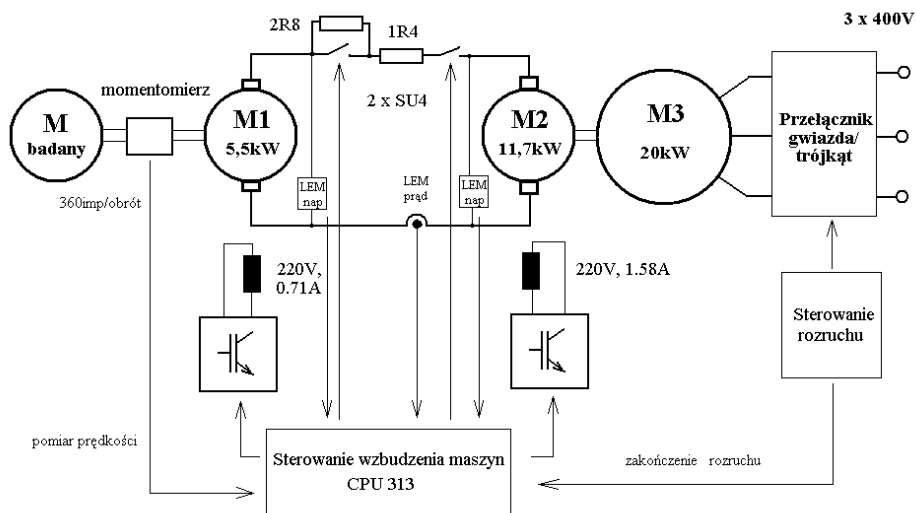 3 x 400V
2R8
1R4
momentomierz
2 x SU4
M
badany
M1
5,5kW
M2
11,7kW
M3
20kW
Przełącznik
gwiazda/
trójkąt
360imp/obrót
LEM
nap
LEM
prąd
LEM
nap
220V,
0.71A
220V, 1.58A
Sterowanie
rozruchu
pomiar prędkości
Sterowanie wzbudzenia maszyn
CPU 313
zakończenie rozruchu